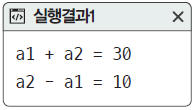 실행결과1
a1 + a2 = 30
a2 - a1 = 10